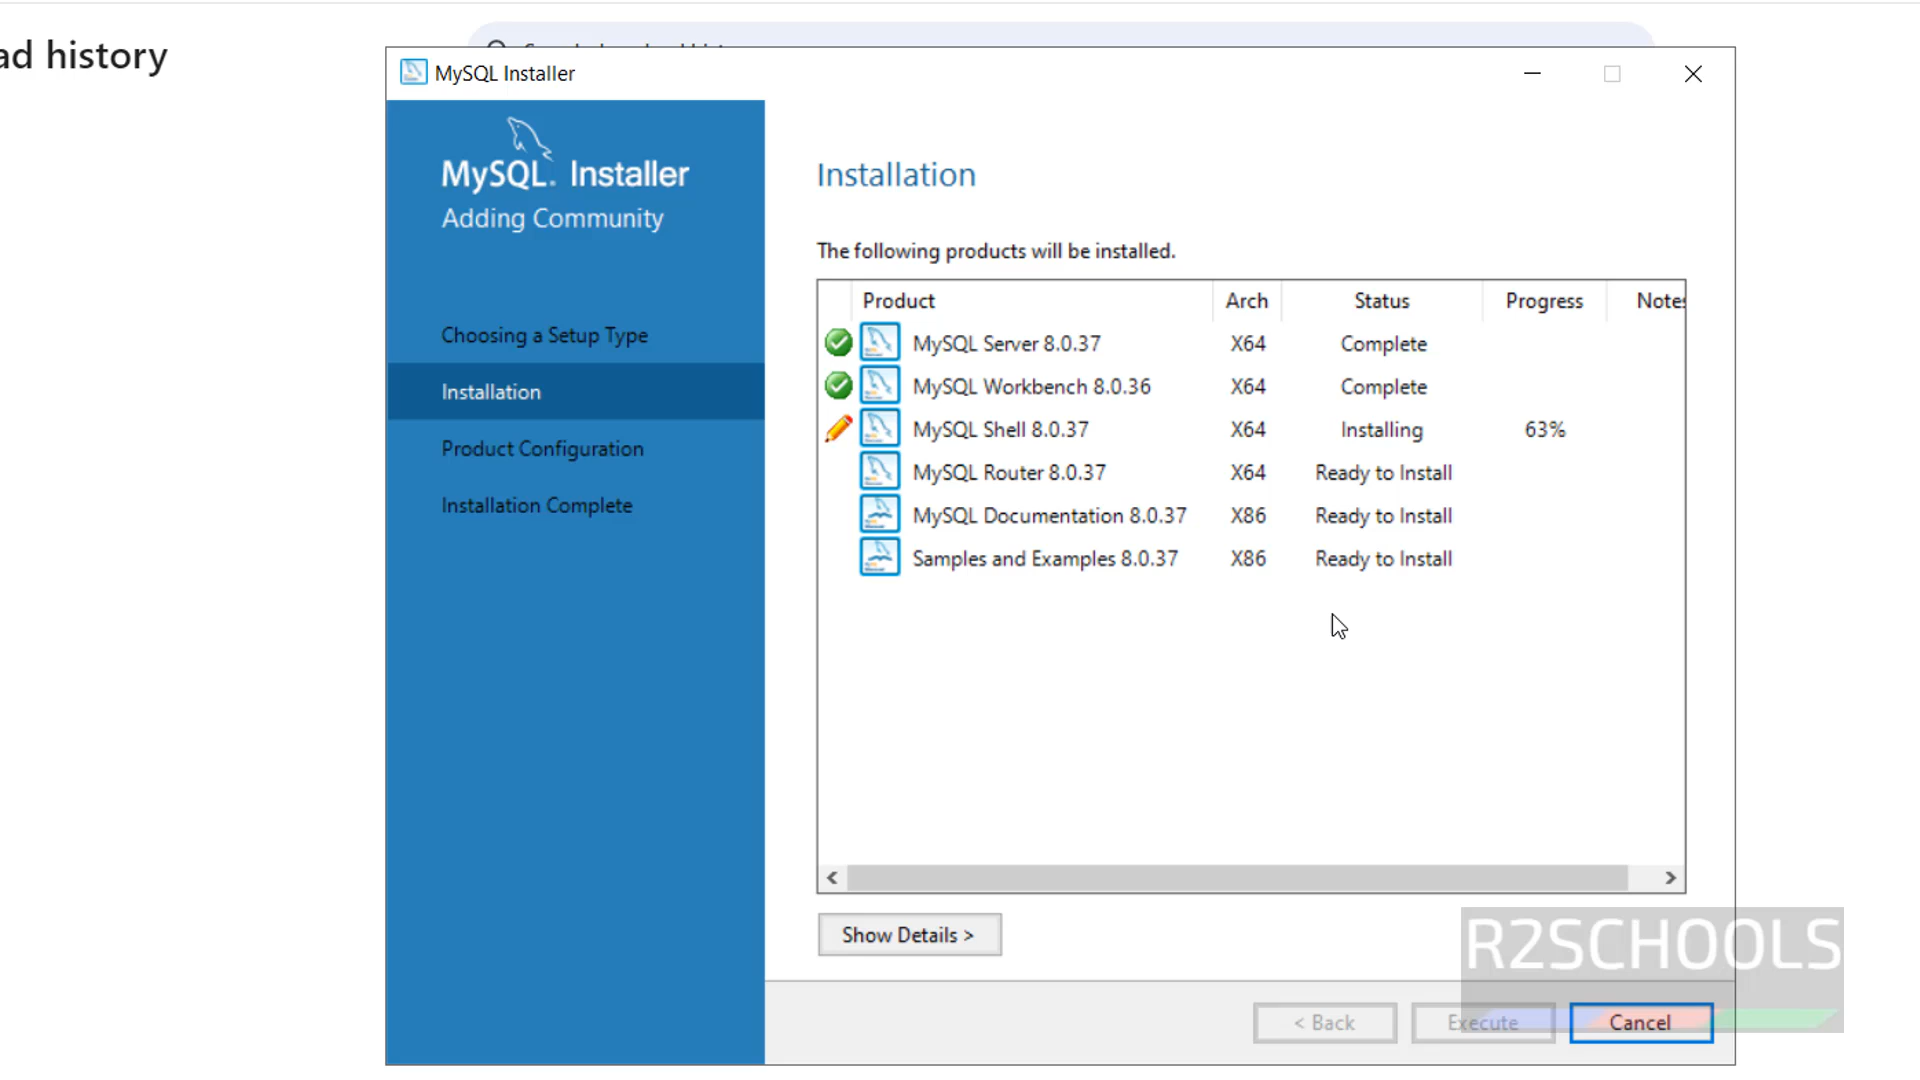 ad history
MySQL Installer
MySQL. Installer
Adding Community
Choosing a Setup Type
Installation
Product Configuration
Installation Complete
Installation
The following products will be installed.
Product Arch Status Progress Notes
MySQL Server 8.0.37 X64 Complete
MySQL Workbench 8.0.36 X64 Complete
MySQL Shell 8.0.37 X64 Installing 63%
MySQL Router 8.0.37 X64 Ready to Install
MySQL Documentation 8.0.37 X86 Ready to Install
Samples and Examples 8.0.37 X86 Ready to Install
Show Details >
R2SCHOOLS
< Back Execute Cancel